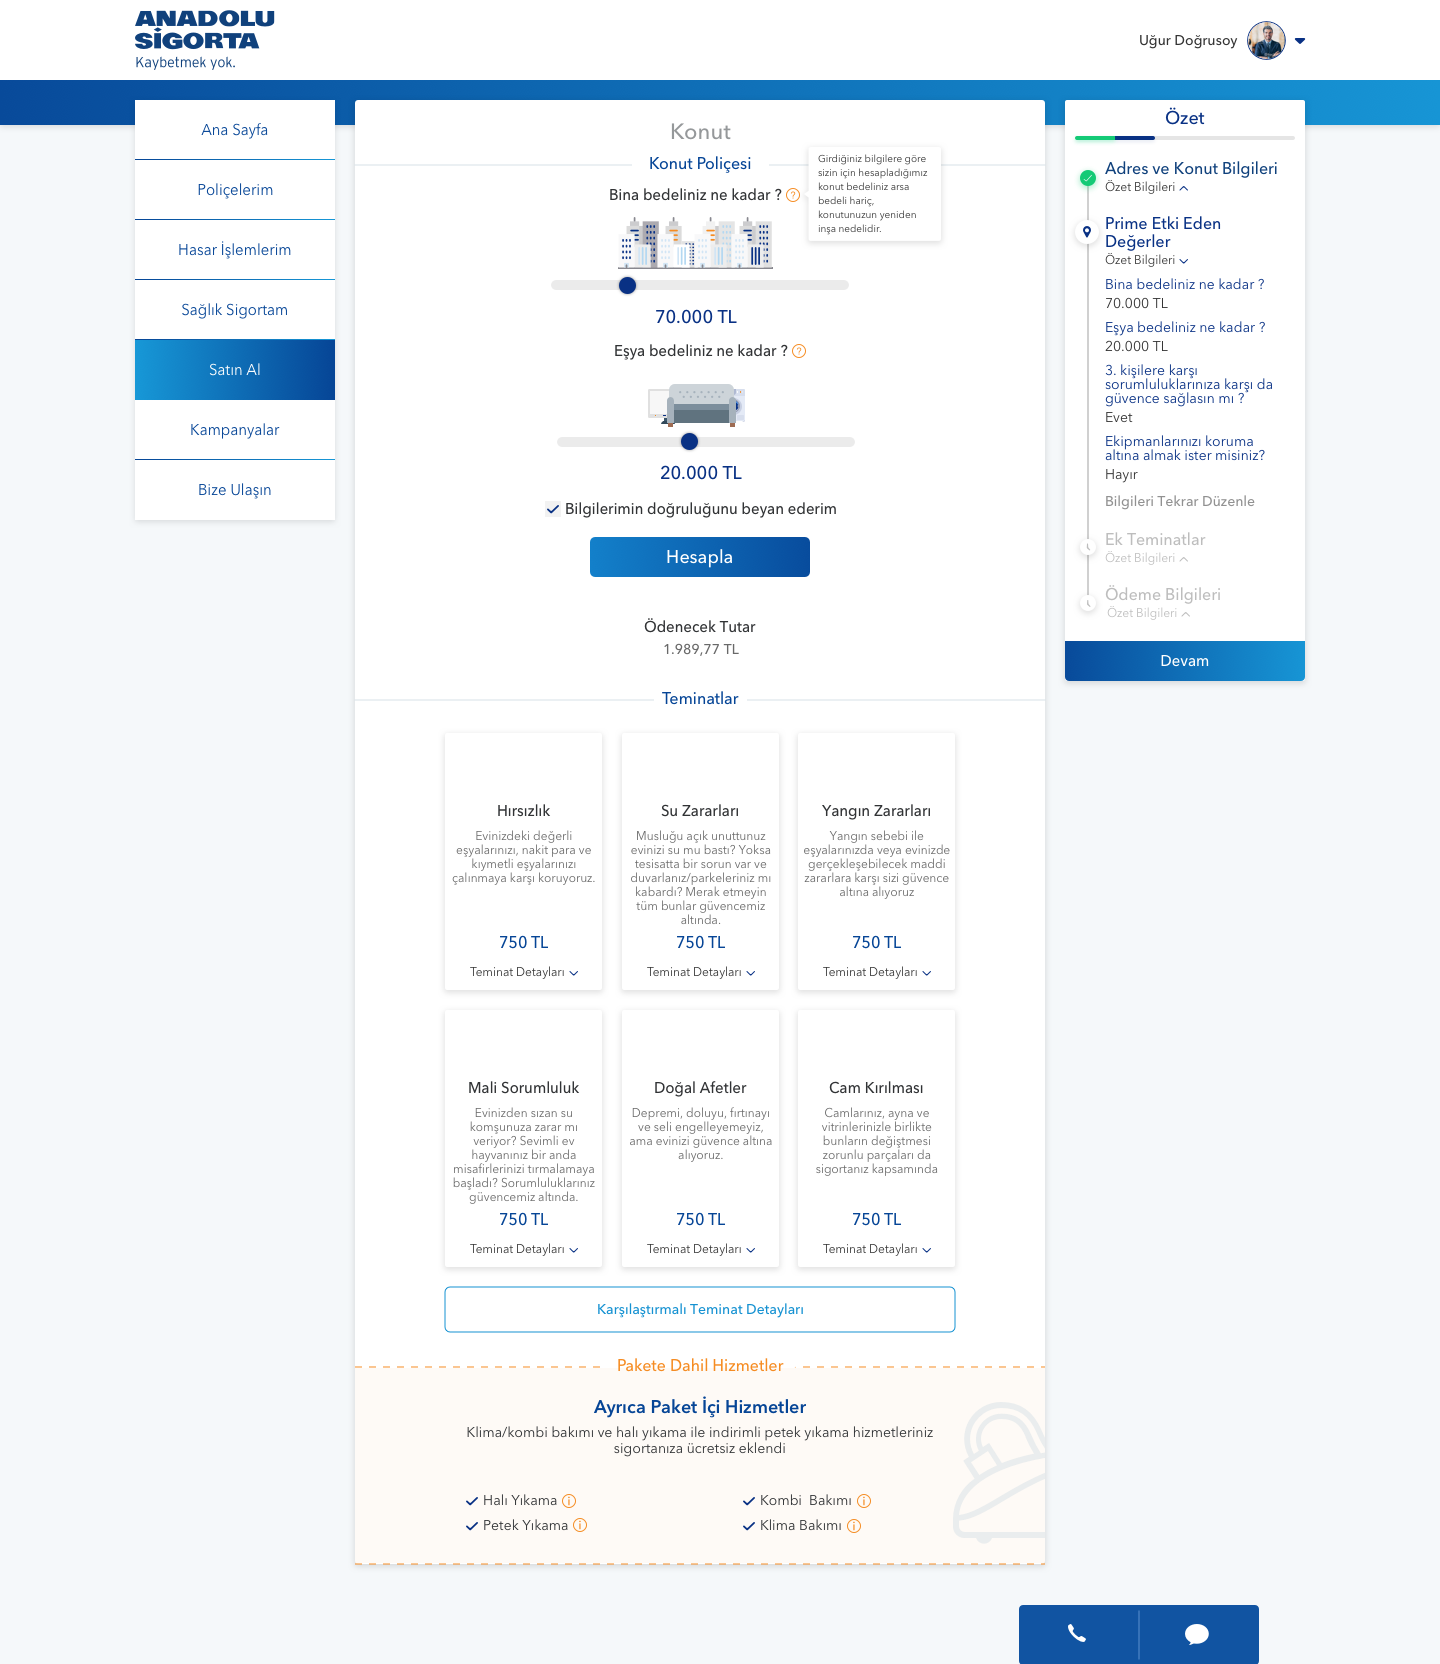 ANADOLU
SİGORTA
Kaybetmek yok.
Uğur Doğrusoy
Ana Sayfa
Poliçelerim
Hasar İşlemlerim
Sağlık Sigortam
Satın Al
Kampanyalar
Bize Ulaşın
Konut
Konut Poliçesi
Bina bedeliniz ne kadar ?
Girdiğiniz bilgilere göre
sizin için hesapladığımız
konut bedeliniz arsa
bedeli hariç,
konutunuzun yeniden
inşa nedelidir.
70.000 TL
Eşya bedeliniz ne kadar ?
20.000 TL
Bilgilerimin doğruluğunu beyan ederim
Hesapla
Ödenecek Tutar
1.989,77 TL
Teminatlar
Hırsızlık
Evinizdeki değerli
eşyalarınızı, nakit para ve
kıymetli eşyalarınızı
çalınmaya karşı koruyoruz.
750 TL
Teminat Detayları
Su Zararları
Musluğu açık unuttunuz
evinizi su mu bastı? Yoksa
tesisatta bir sorun var ve
duvarlanız/parkeleriniz mı
kabardı? Merak etmeyin
tüm bunlar güvencemiz
altında.
750 TL
Teminat Detayları
Yangın Zararları
Yangın sebebi ile
eşyalarınızda veya evinizde
gerçekleşebilecek maddi
zararlara karşı sizi güvence
altına alıyoruz
750 TL
Teminat Detayları
Mali Sorumluluk
Evinizden sızan su
komşunuza zarar mı
veriyor? Sevimli ev
hayvanınız bir anda
misafirlerinizi tırmalamaya
başladı? Sorumluluklarınız
güvencemiz altında.
750 TL
Teminat Detayları
Doğal Afetler
Depremi, doluyu, fırtınayı
ve seli engelleyemeyiz,
ama evinizi güvence altına
alıyoruz.
750 TL
Teminat Detayları
Cam Kırılması
Camlarınız, ayna ve
vitrinlerinizle birlikte
bunların değiştmesi
zorunlu parçaları da
sigortanız kapsamında
750 TL
Teminat Detayları
Karşılaştırmalı Teminat Detayları
Pakete Dahil Hizmetler
Ayrıca Paket İçi Hizmetler
Klima/kombi bakımı ve halı yıkama ile indirimli petek yıkama hizmetleriniz
sigortanıza ücretsiz eklendi
Halı Yıkama
Kombi Bakımı
Petek Yıkama
Klima Bakımı
Özet
Adres ve Konut Bilgileri
Özet Bilgileri
Prime Etki Eden
Değerler
Özet Bilgileri
Bina bedeliniz ne kadar ?
70.000 TL
Eşya bedeliniz ne kadar ?
20.000 TL
3. kişilere karşı
sorumluluklarınıza karşı da
güvence sağlasın mı ?
Evet
Ekipmanlarınızı koruma
altına almak ister misiniz?
Hayır
Bilgileri Tekrar Düzenle
Ek Teminatlar
Özet Bilgileri
Ödeme Bilgileri
Özet Bilgileri
Devam